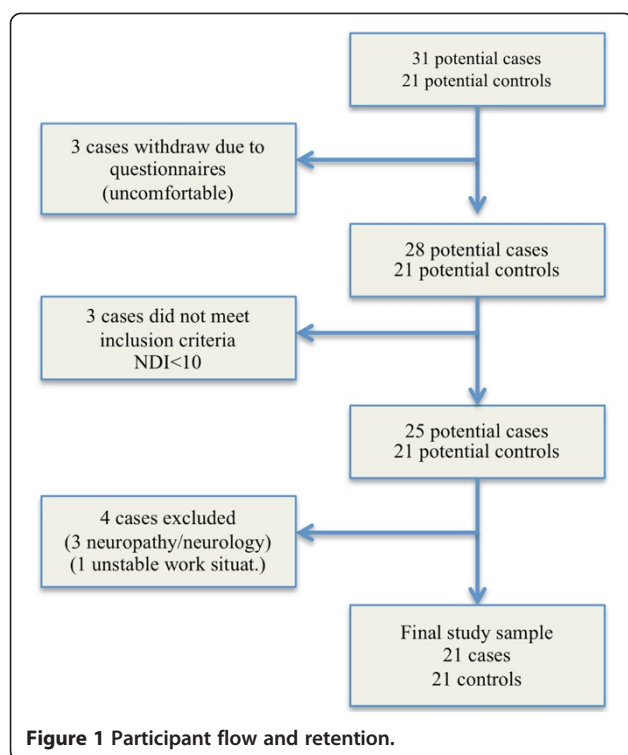 31 potential cases
21 potential controls
3 cases withdraw due to
questionnaires
(uncomfortable)
28 potential cases
21 potential controls
3 cases did not meet
inclusion criteria
NDI<10
25 potential cases
21 potential controls
4 cases excluded
(3 neuropathy/neurology)
(1 unstable work situat.)
Final study sample
21 cases
21 controls
Figure 1 Participant flow and retention.